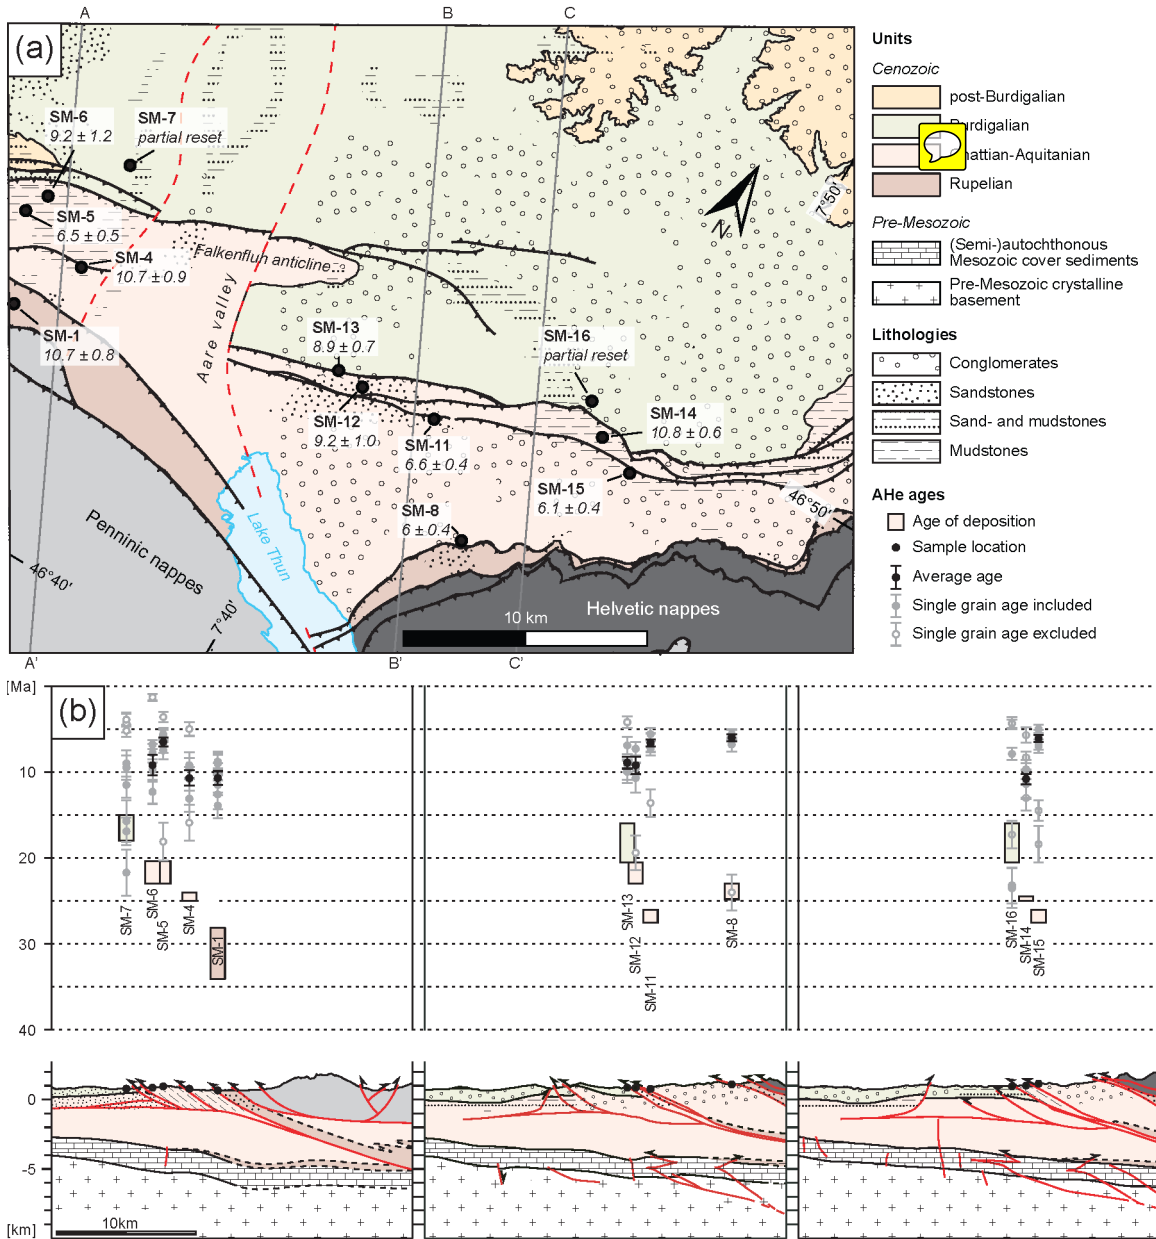 A
B
C
(a)
SM-6
9.2 ± 1.2
SM-7
partial reset
SM-5
6.5 ± 0.5
SM-4
10.7 ± 0.9
SM-1
10.7 ± 0.8
Falkenfluh anticline
Aare valley
SM-13
8.9 ± 0.7
SM-16
partial reset
SM-12
9.2 ± 1.0
SM-11
6.6 ± 0.4
SM-14
10.8 ± 0.6
SM-15
6.1 ± 0.4
SM-8
6 ± 0.4
N
7°50'
46°50'
Lake Thun
Penninic nappes
46°40'
7°40'
Helvetic nappes
10 km
A'
B'
C'
Units
Cenozoic
post-Burdigalian
Burdigalian
hattian-Aquitanian
Rupelian
Pre-Mesozoic
(Semi-)autochthonous
Mesozoic cover sediments
Pre-Mesozoic crystalline
basement
Lithologies
Conglomerates
Sandstones
Sand- and mudstones
Mudstones
AHe ages
Age of deposition
Sample location
Average age
Single grain age included
Single grain age excluded
[Ma]
(b)
10
20
30
40
SM-7
SM-6
SM-5
SM-4
SM-1
SM-13
SM-12
SM-11
SM-8
SM-16
SM-14
SM-15
0
-5
[km]
10km